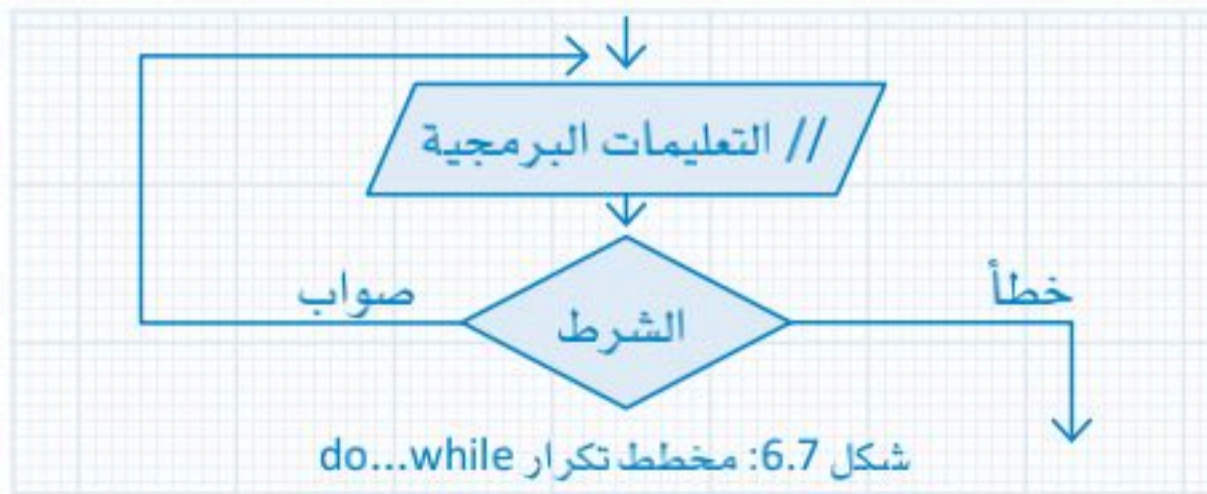 // التعليمات البرمجية
خطأ
صواب
الشرط
شكل 6.7: مخطط تكرار do...while